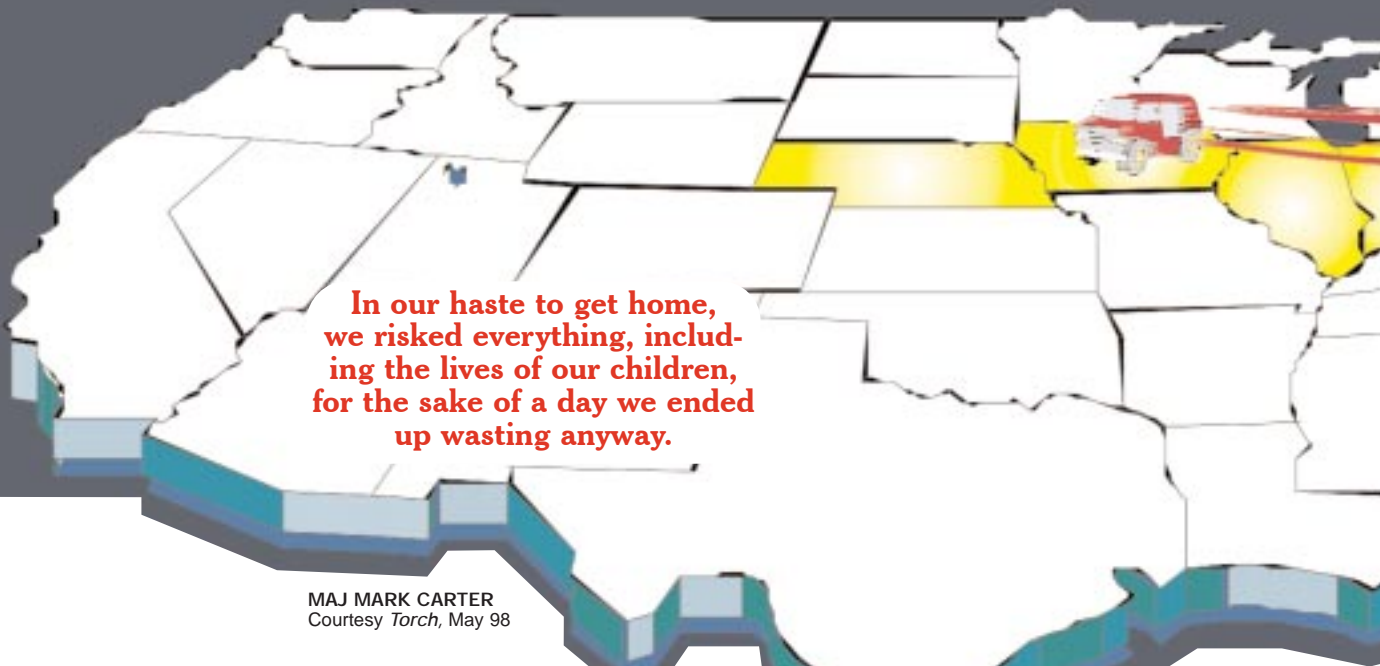 In our haste to get home,
we risked everything, includ-
ing the lives of our children,
for the sake of a day we ended
up wasting anyway.
MAJ MARK CARTER
Courtesy Torch, May 98